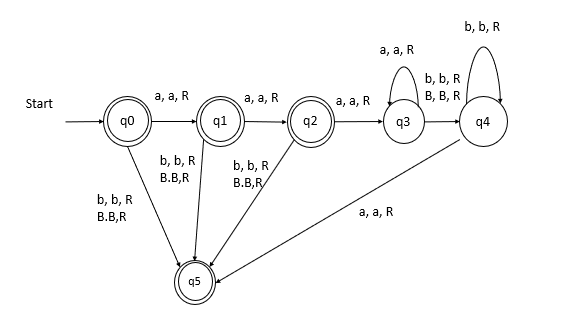 b, b, R
a, a, R
b, b, R
B, B, R
a, a, R
a, a, R
a, a, R
Start
q0
q1
q2
q3
q4
b, b, R
B.B,R
b, b, R
B.B,R
b, b, R
B.B,R
a, a, R
q5